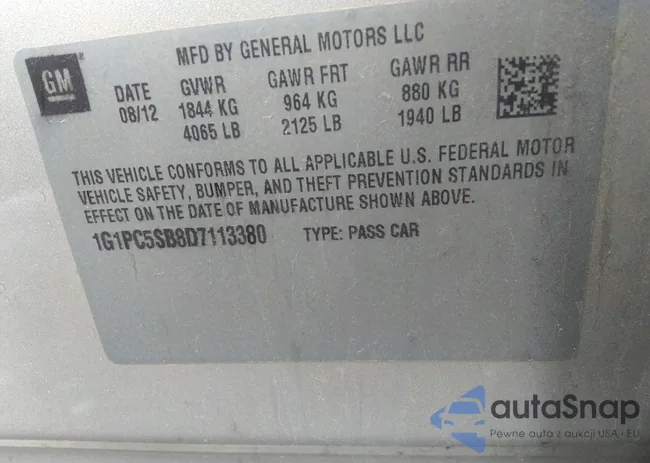 MFD BY GENERAL MOTORS LLC
GM
DATE GVWR GAWR FRT GAWR RR
08/12 1844 KG 964 KG 880 KG
4065 LB 2125 LB 1940 LB
THIS VEHICLE CONFORMS TO ALL APPLICABLE U.S. FEDERAL MOTOR
VEHICLE SAFETY, BUMPER, AND THEFT PREVENTION STANDARDS IN
EFFECT ON THE DATE OF MANUFACTURE SHOWN ABOVE.
1G1PC5SB8D7113380 TYPE: PASS CAR
autaSnap
Pewne auta z aukcji USA - EU